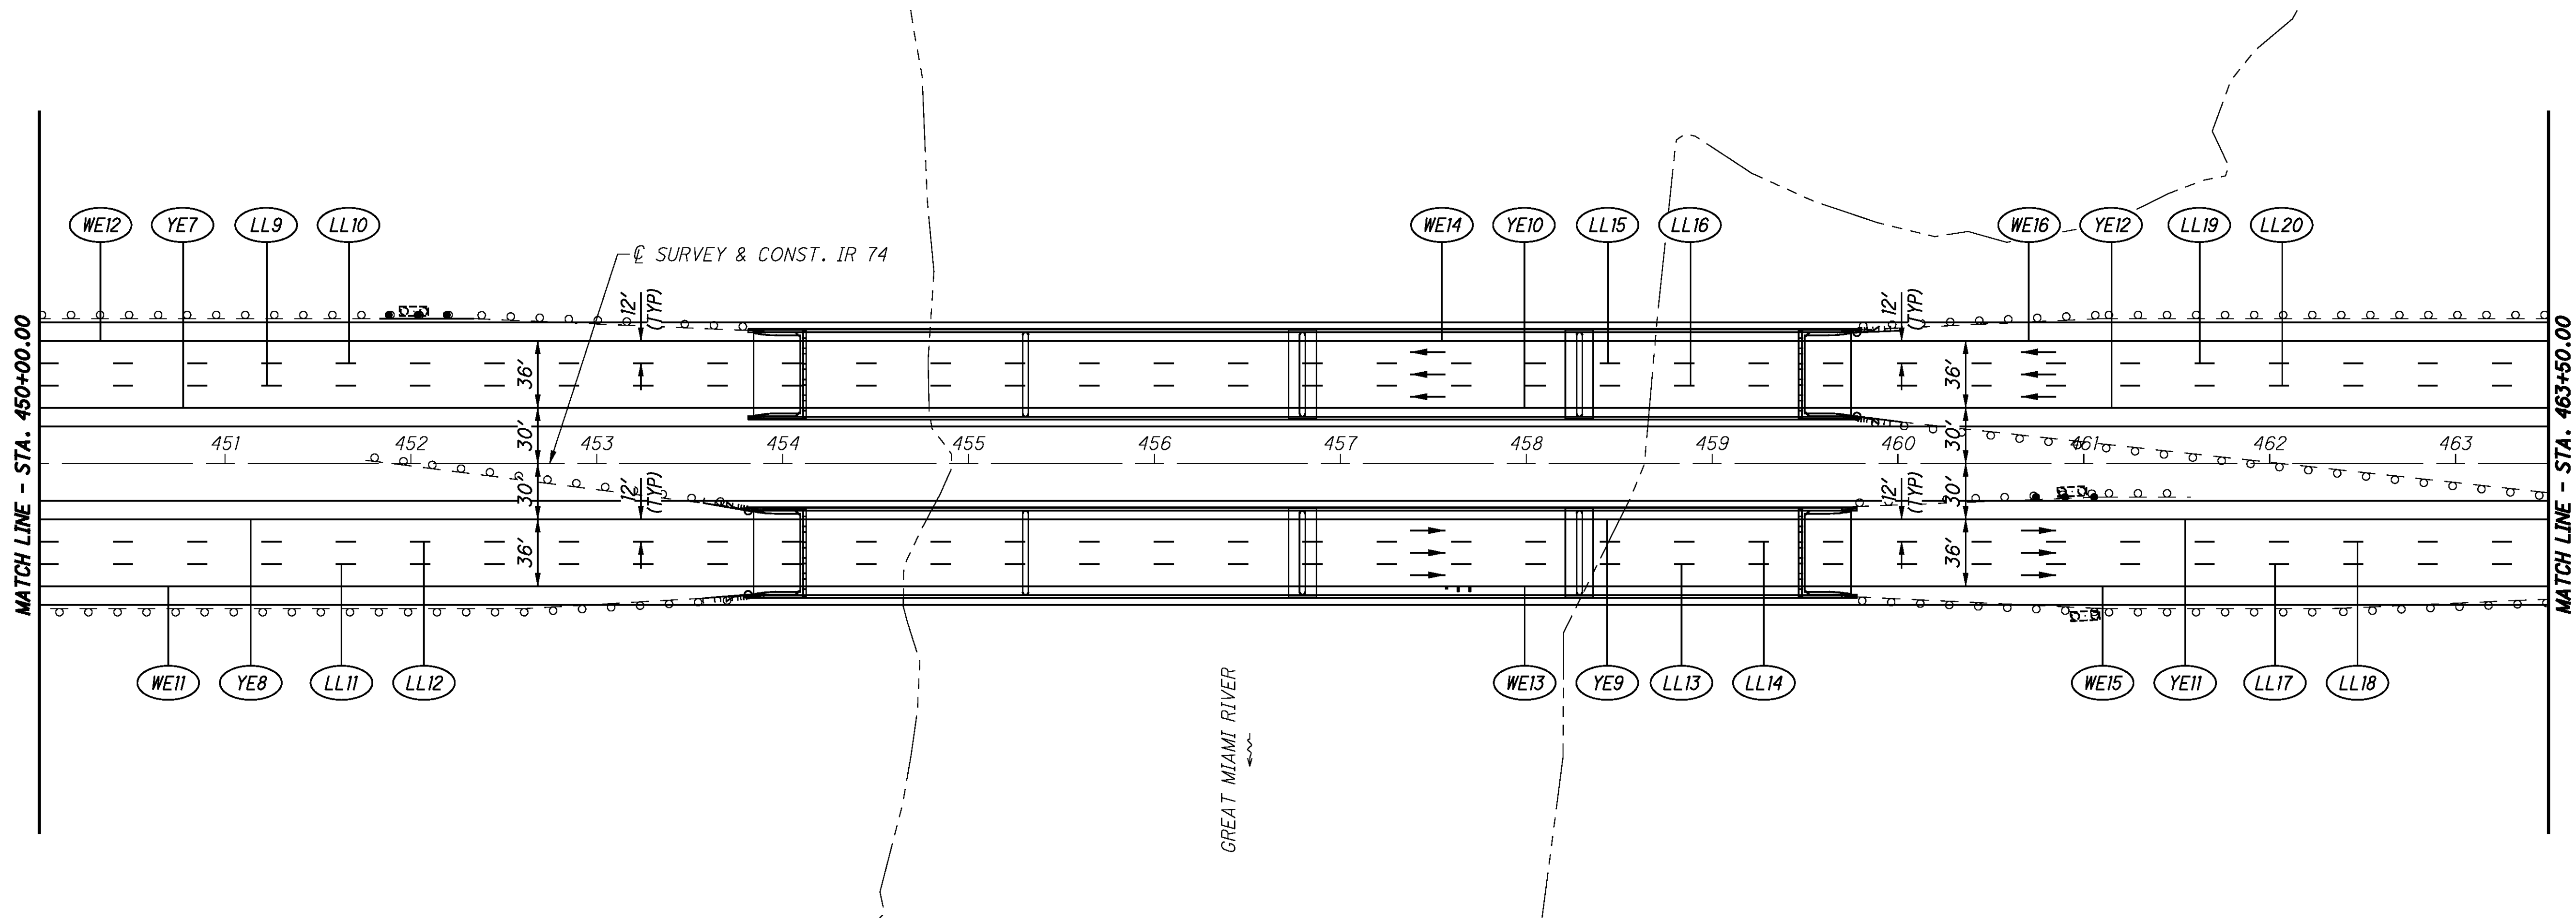 WE12 YE7 LL9 LL10 WE14 YE10 LL15 LL16 WE16 YE12 LL19 LL20
℄ SURVEY & CONST. IR 74
12'
(TYP)
12'
(TYP)
MATCH LINE - STA. 450+00.00
MATCH LINE - STA. 463+50.00
36'
36'
30'
30'
451 452 453 454 455 456 457 458 459 460 461 462 463
30'
30'
12'
(TYP)
12'
(TYP)
36'
36'
WE11 YE8 LL11 LL12 WE13 YE9 LL13 LL14 WE15 YE11 LL17 LL18
GREAT MIAMI RIVER